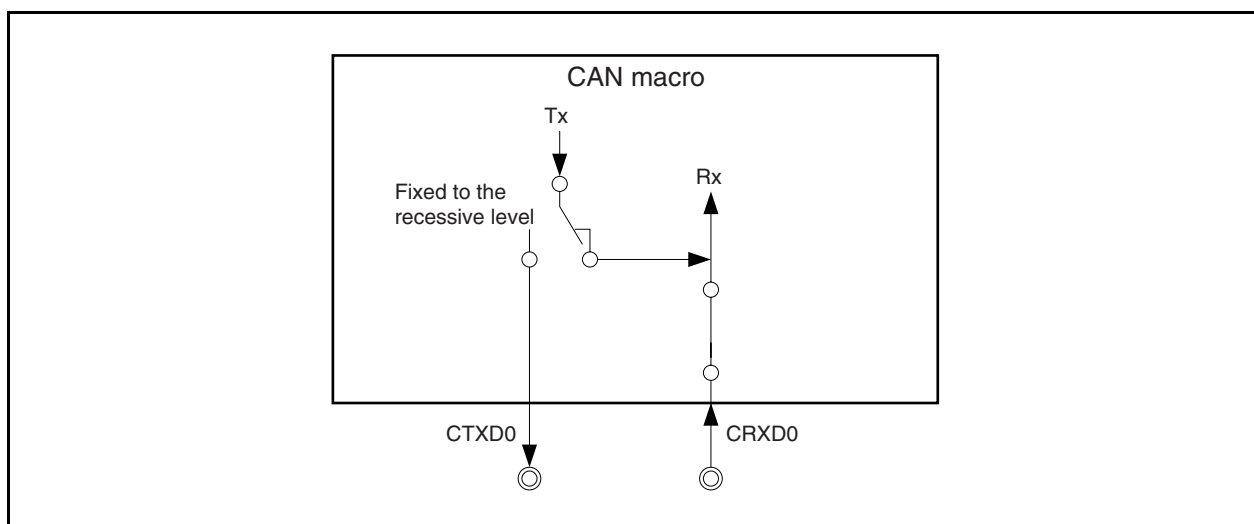 CAN macro
Tx
Rx
Fixed to the
recessive level
CTXD0
CRXD0